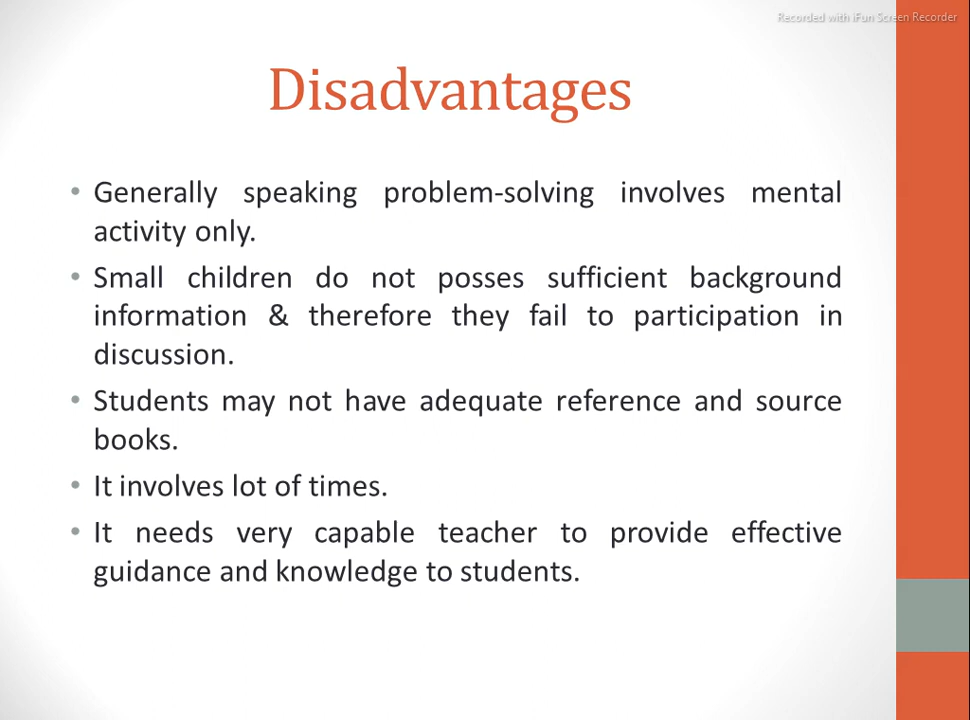 Recorded with iFun Screen Recorder
Disadvantages
• Generally speaking problem-solving involves mental
activity only.
• Small children do not posses sufficient background
information & therefore they fail to participation in
discussion.
• Students may not have adequate reference and source
books.
• It involves lot of times.
• It needs very capable teacher to provide effective
guidance and knowledge to students.